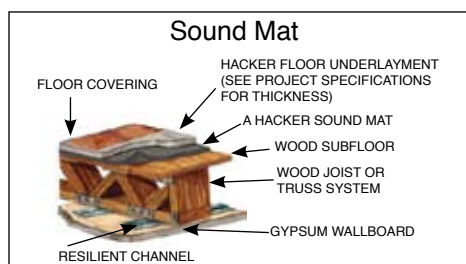 Sound Mat
HACKER FLOOR UNDERLAYMENT
(SEE PROJECT SPECIFICATIONS
FOR THICKNESS)
FLOOR COVERING
A HACKER SOUND MAT
WOOD SUBFLOOR
WOOD JOIST OR
TRUSS SYSTEM
GYPSUM WALLBOARD
RESILIENT CHANNEL